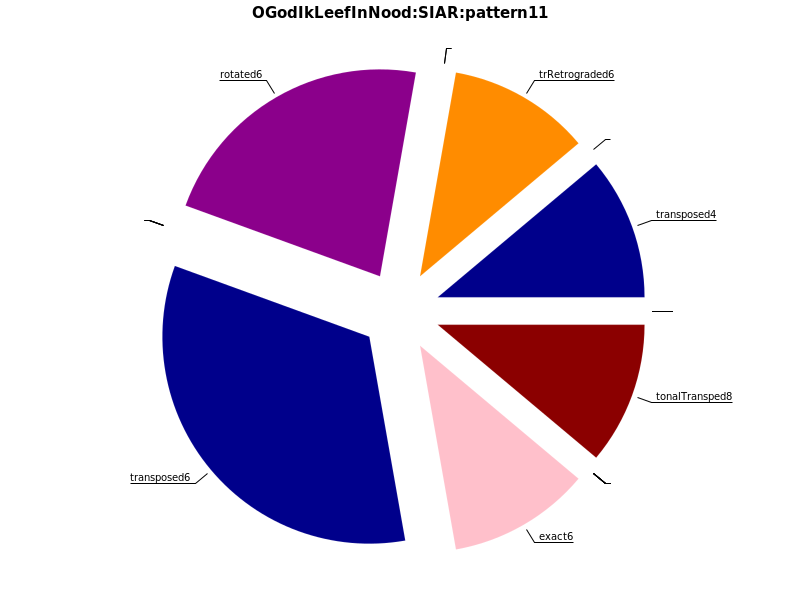 OGodIkLeefInNood:SIAR:pattern11
rotated6
trRetrograded6
transposed4
tonalTransped8
transposed6
exact6